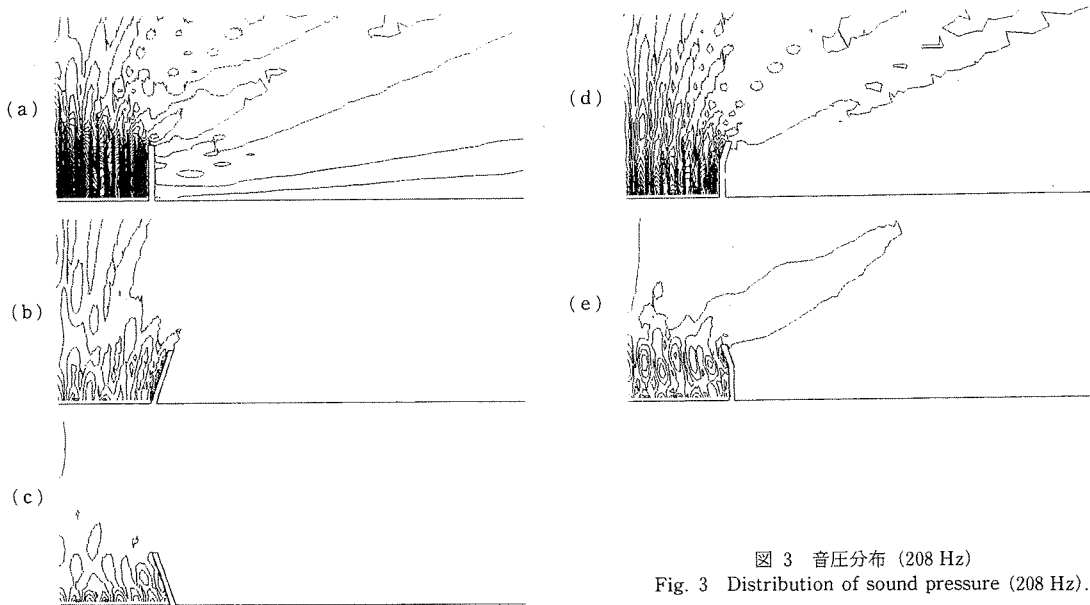 (a)
(b)
(c)
(d)
(e)
図 3 音圧分布 (208 Hz)
Fig. 3 Distribution of sound pressure (208 Hz).